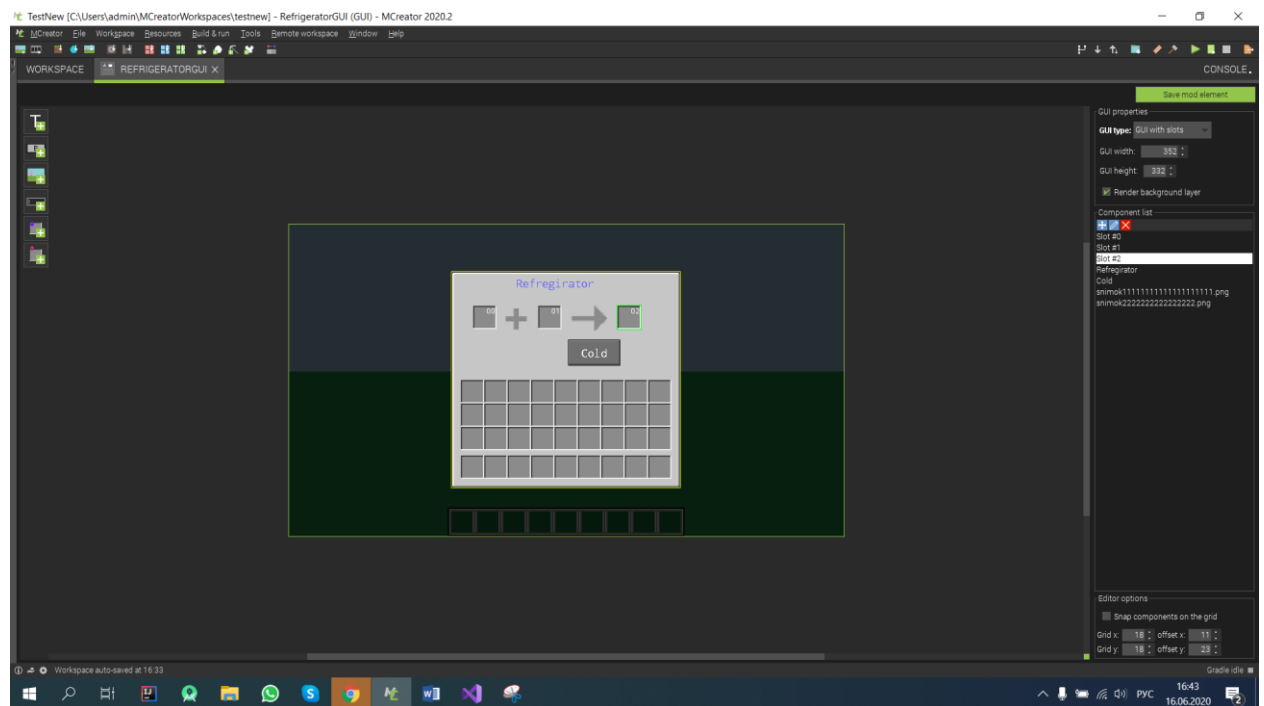 TestNew [C:\Users\admin\MCreatorWorkspaces\testnew] - RefrigeratorGUI (GUI) - MCreator 2020.2
MCreator File Workspace Resources Build & run Tools Remote workspace Window Help
WORKSPACE REFRIGERATORGUI × CONSOLE
Save mod element
GUI properties
GUI type: GUI with slots
GUI width: 352
GUI height: 332
Render background layer
Component list
Slot #0
Slot #1
Slot #2
Refregirator
Cold
snimok2222222222222222.png
Refregirator
00 01 02
Cold
Editor options
Snap components on the grid
Grid x: 18 offset x: 11
Grid y: 18 offset y: 23
Workspace auto-saved at 16:33 Gradle idle
РУС 16:43
16.06.2020